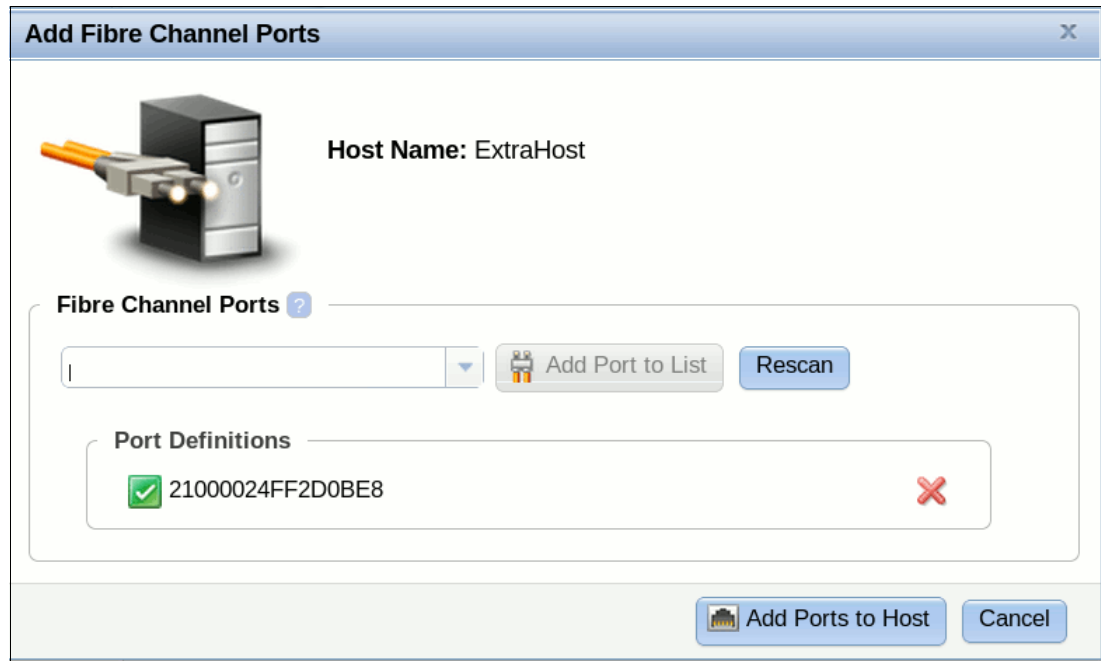 Add Fibre Channel Ports x
Host Name: ExtraHost
Fibre Channel Ports ?
Add Port to List Rescan
Port Definitions
21000024FF2D0BE8
Add Ports to Host Cancel